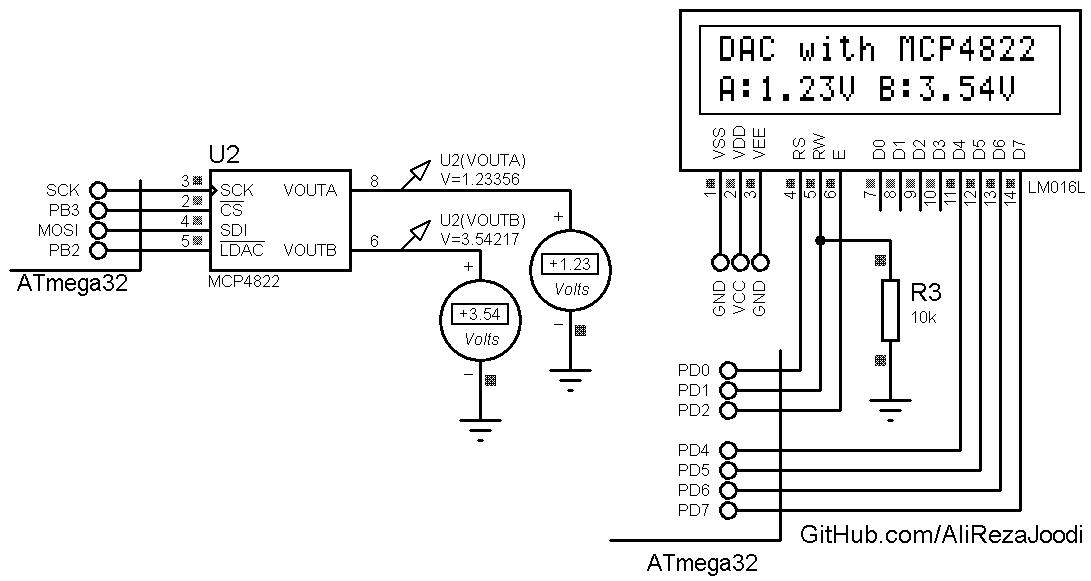 DAC with MCP4822
A:1.23V B:3.54V
VSS
VDD
VEE
RS
RW
E
D0
D1
D2
D3
D4
D5
D6
D7
1
2
3
4
5
6
7
8
9
10
11
12
13
14
LM016L
GND
VCC
GND
R3
10k
PD0
PD1
PD2
PD4
PD5
PD6
PD7
ATmega32
GitHub.com/AliRezaJoodi
U2
SCK
PB3
MOSI
PB2
ATmega32
3
2
4
5
SCK
CS
SDI
LDAC
VOUTA
VOUTB
MCP4822
8
6
U2(VOUTA)
V=1.23356
U2(VOUTB)
V=3.54217
+
+1.23
Volts
−
+
+3.54
Volts
−